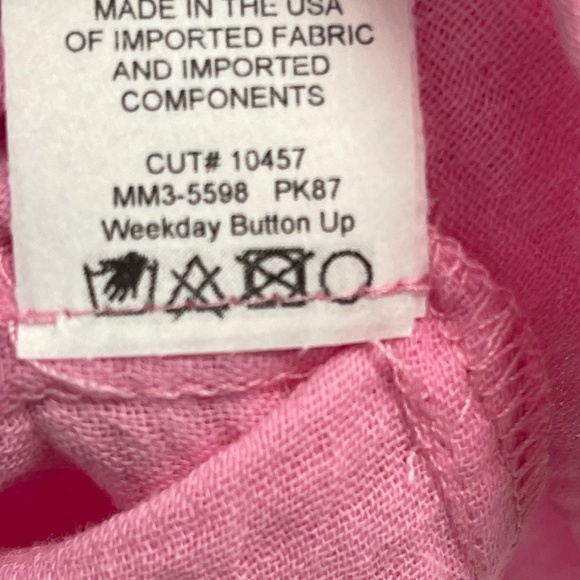 MADE IN THE USA
OF IMPORTED FABRIC
AND IMPORTED
COMPONENTS
CUT# 10457
MM3-5598 PK87
Weekday Button Up